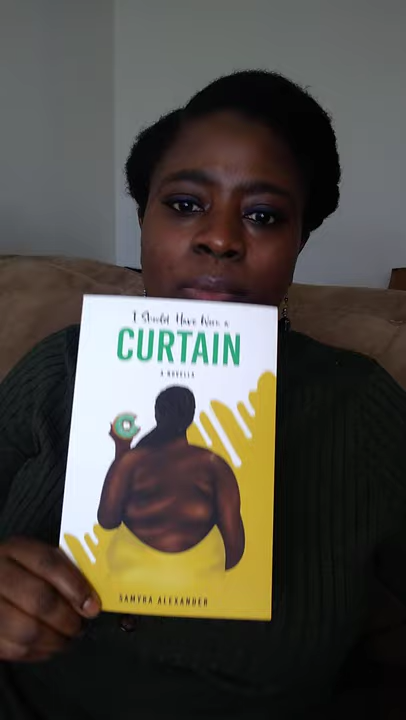 I Should Have Worn a
CURTAIN
A NOVELLA
SAMYRA ALEXANDER